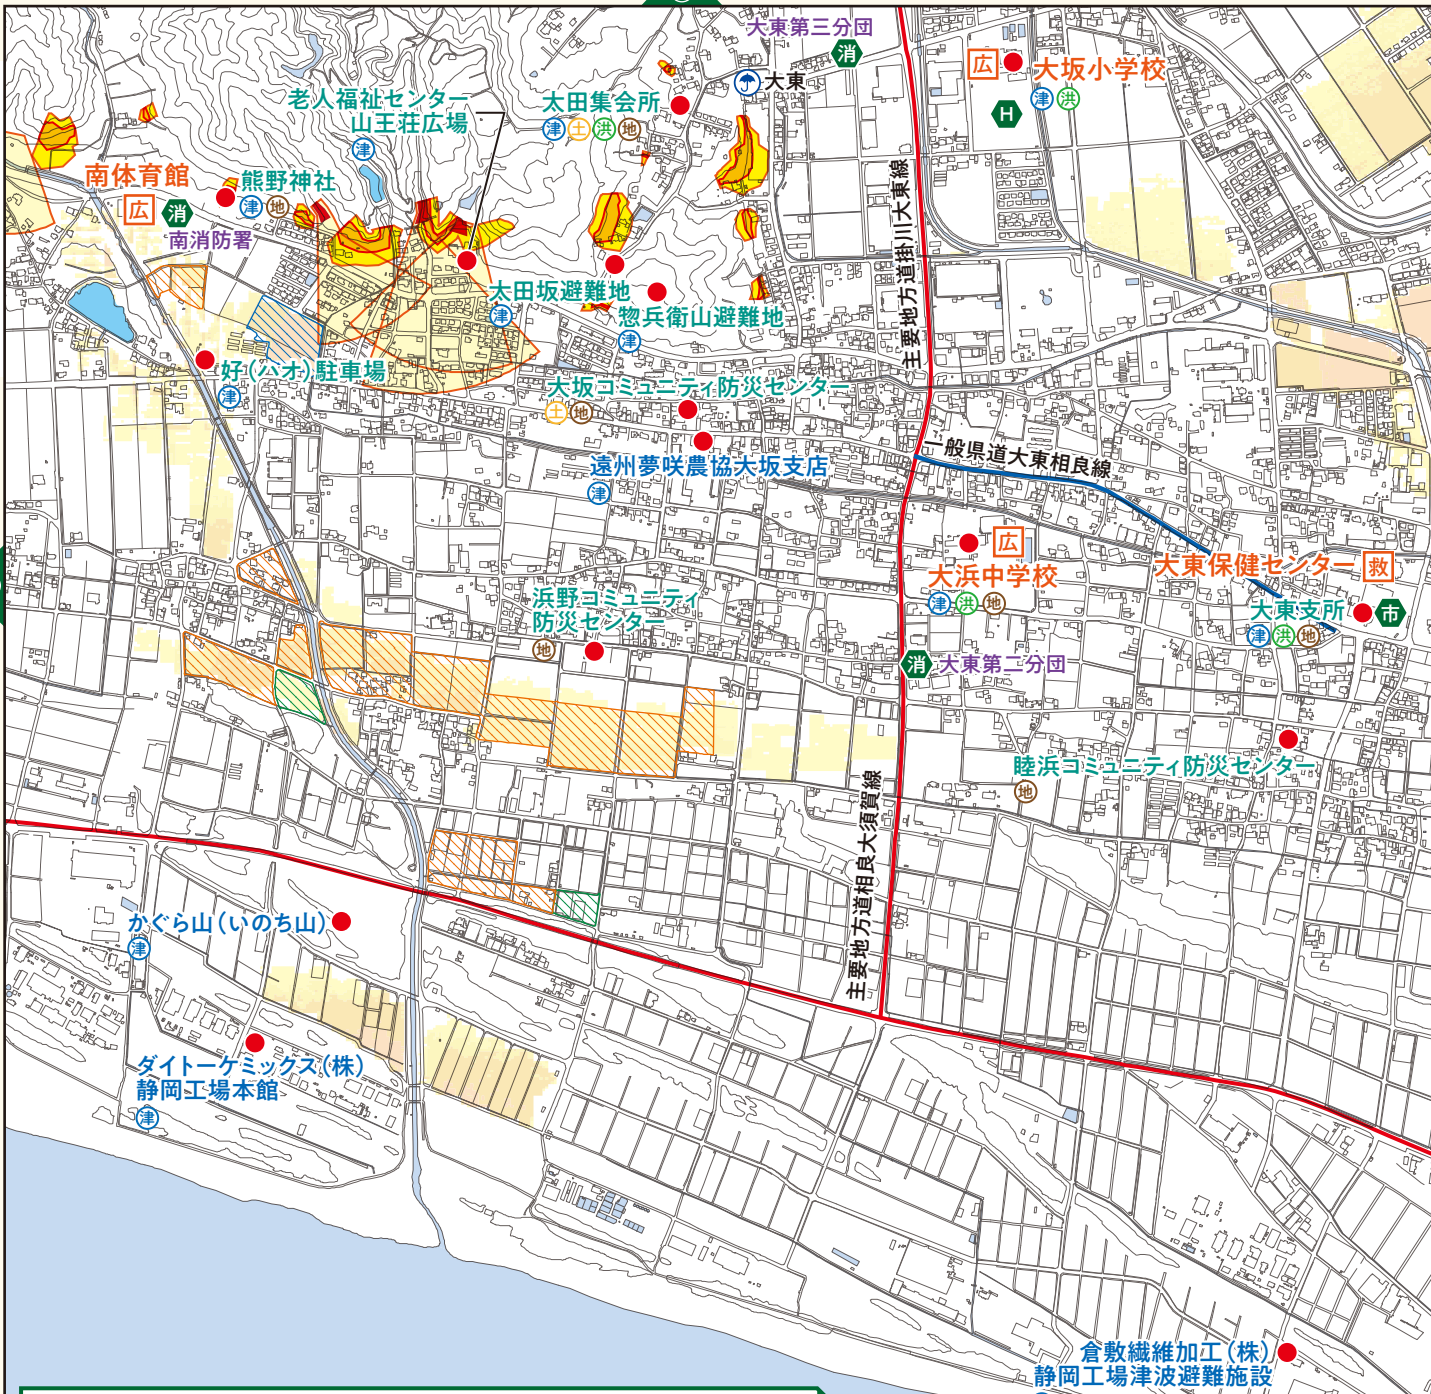 大東第三分団
消
大東
広
大坂小学校
津 洪
H
老人福祉センター
山王荘広場
津
太田集会所
津 土 洪 地
南体育館
広
消
南消防署
熊野神社
津 地
主要地方道掛川大東線
太田坂避難地
津
惣兵衛山避難地
津
好(ハオ)駐車場
津
大坂コミュニティ防災センター
土 地
遠州夢咲農協大坂支店
津
一般県道大東相良線
広
大浜中学校
津 洪 地
大東保健センター
救
大東支所
市
津 洪 地
浜野コミュニティ
防災センター
地
消
大東第二分団
睦浜コミュニティ防災センター
地
主要地方道相良大須賀線
かぐら山(いのち山)
津
ダイトーケミックス(株)
静岡工場本館
津
倉敷繊維加工(株)
静岡工場津波避難施設